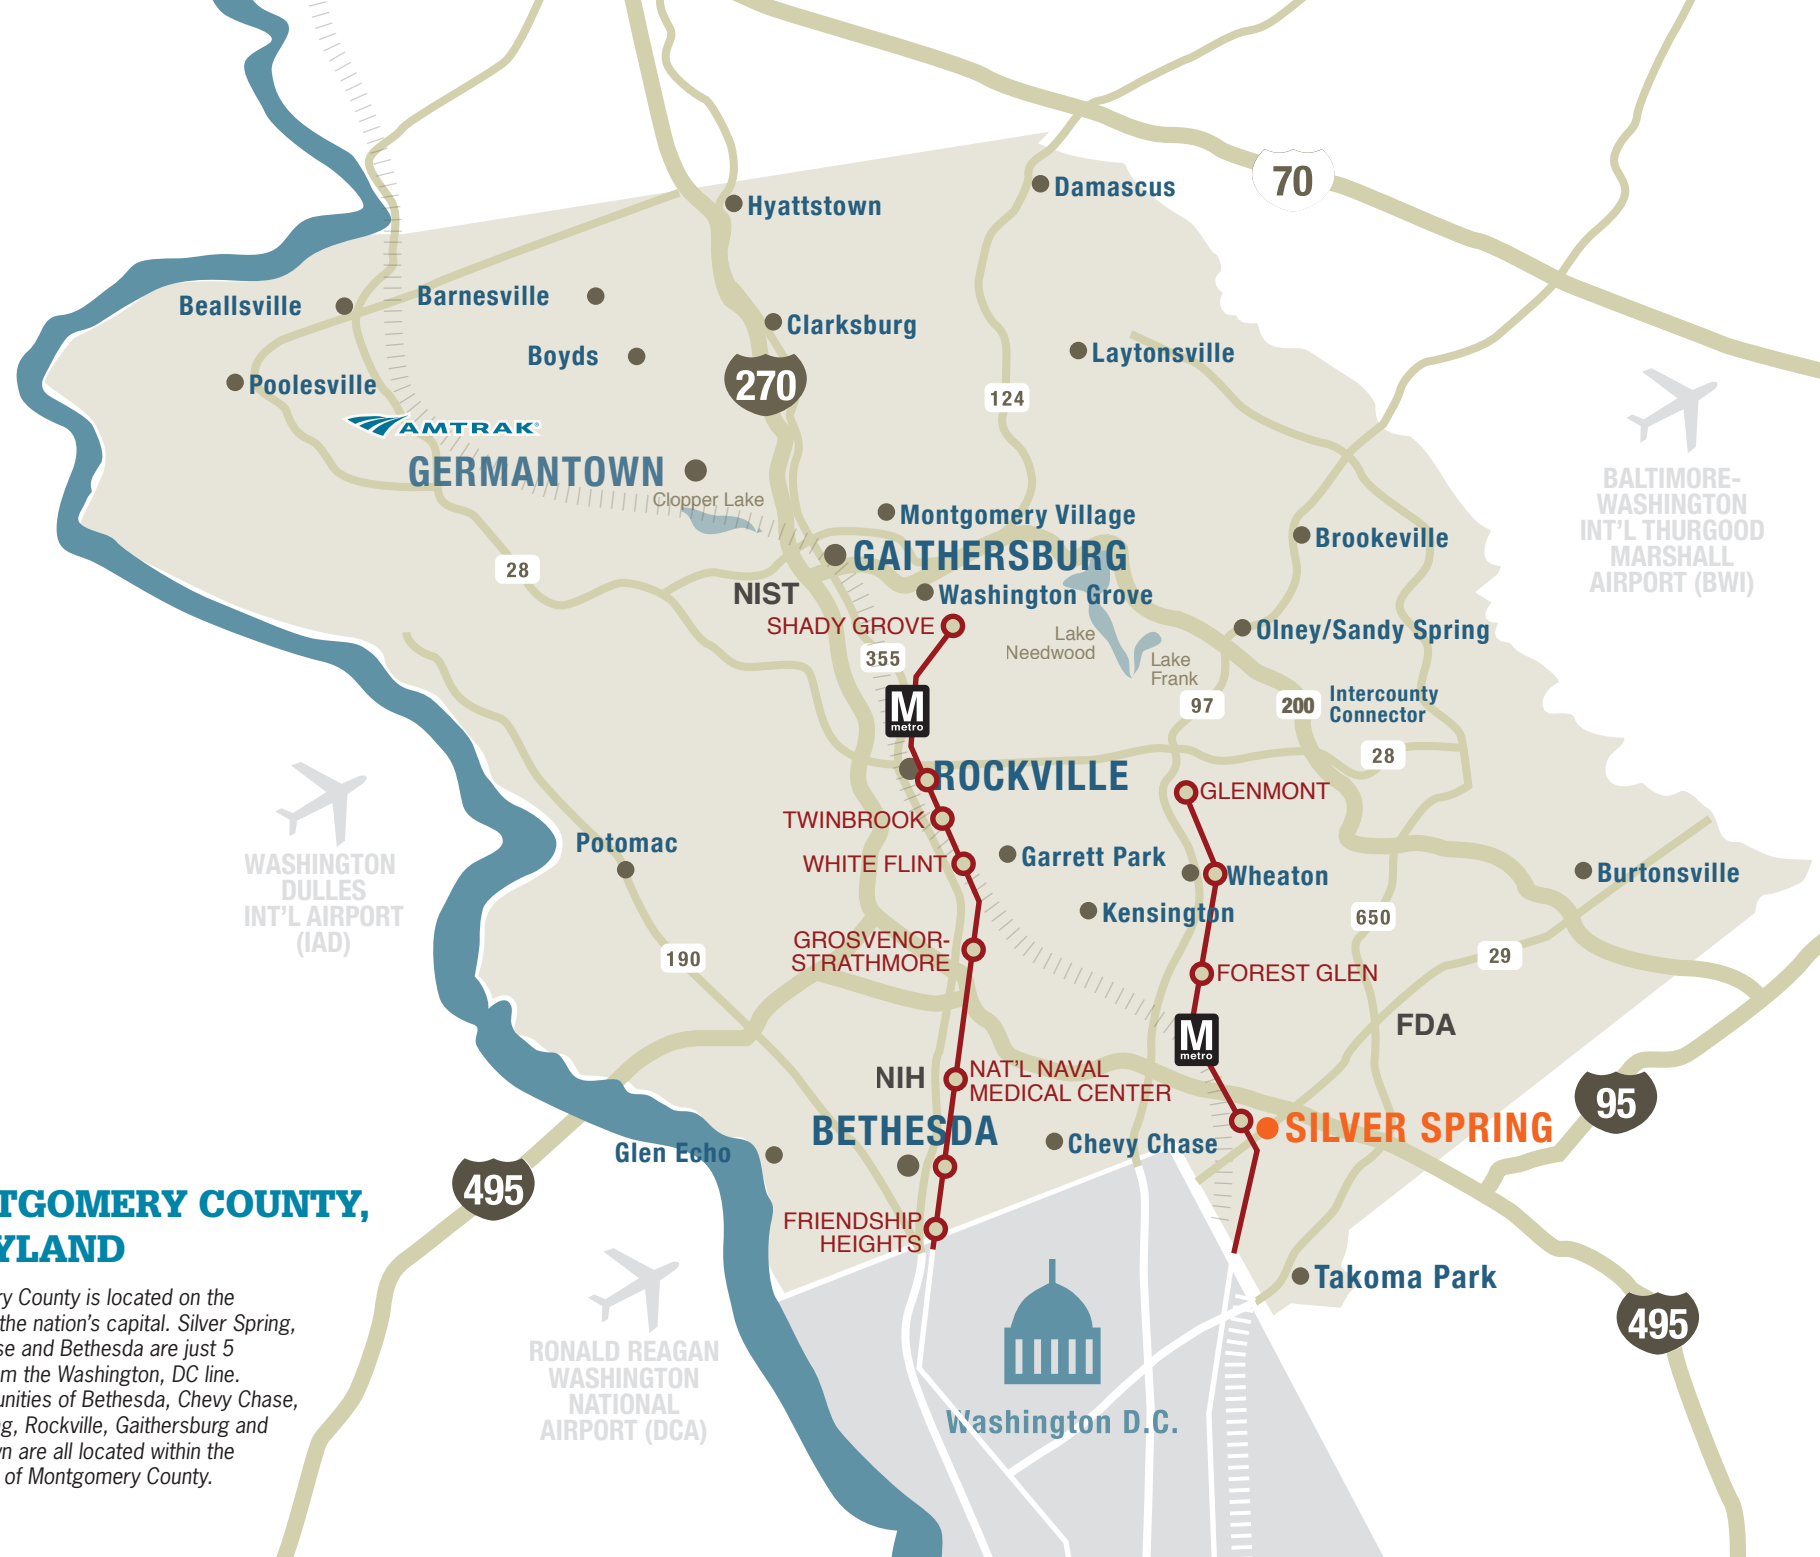 70
Damascus
Hyattstown
Beallsville
Barnesville
Clarksburg
Boyds
Laytonsville
270
Poolesville
124
AMTRAK
GERMANTOWN
Clopper Lake
BALTIMORE-
WASHINGTON
INT'L THURGOOD
MARSHALL
AIRPORT (BWI)
Montgomery Village
Brookeville
GAITHERSBURG
28
NIST
Washington Grove
SHADY GROVE
Olney/Sandy Spring
Lake
Needwood
355
Lake
Frank
97
200
Intercounty
Connector
M
metro
28
ROCKVILLE
GLENMONT
TWINBROOK
Potomac
WHITE FLINT
Garrett Park
Wheaton
Burtonsville
WASHINGTON
DULLES
INT'L AIRPORT
(IAD)
Kensington
650
GROSVENOR-
STRATHMORE
190
29
FOREST GLEN
FDA
M
metro
NIH
NAT'L NAVAL
MEDICAL CENTER
95
BETHESDA
SILVER SPRING
Chevy Chase
Glen Echo
495
FRIENDSHIP
HEIGHTS
Takoma Park
495
RONALD REAGAN
WASHINGTON
NATIONAL
AIRPORT (DCA)
Washington D.C.
TGOMERY COUNTY,
YLAND
ry County is located on the
the nation's capital. Silver Spring,
se and Bethesda are just 5
m the Washington, DC line.
unities of Bethesda, Chevy Chase,
ng, Rockville, Gaithersburg and
wn are all located within the
of Montgomery County.